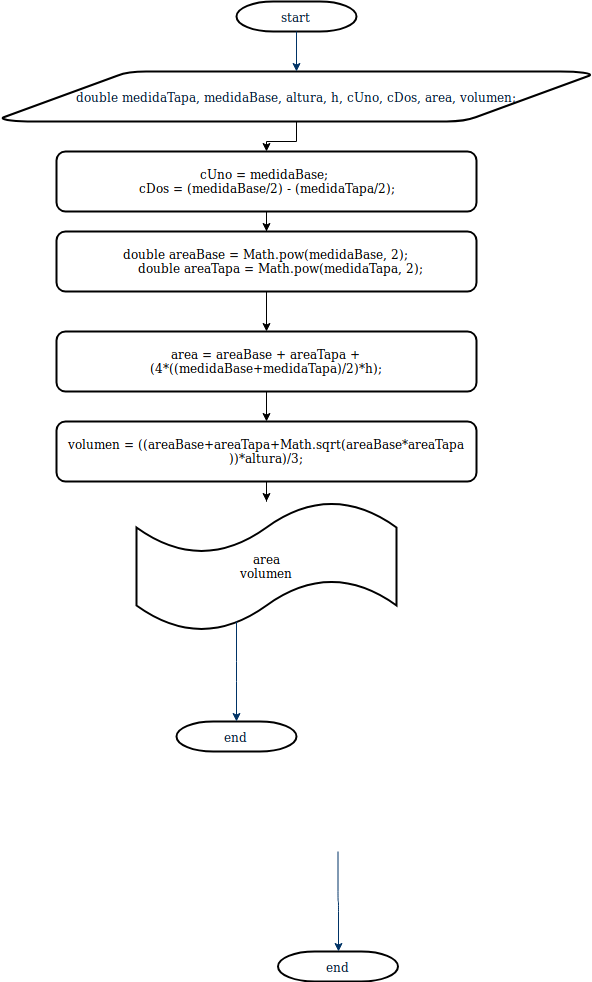 start
double medidaTapa, medidaBase, altura, h, cUno, cDos, area, volumen;
cUno = medidaBase;
cDos = (medidaBase/2) - (medidaTapa/2);
double areaBase = Math.pow(medidaBase, 2);
double areaTapa = Math.pow(medidaTapa, 2);
area = areaBase + areaTapa +
(4*((medidaBase+medidaTapa)/2)*h);
volumen = ((areaBase+areaTapa+Math.sqrt(areaBase*areaTapa
))*altura)/3;
area
volumen
end
end